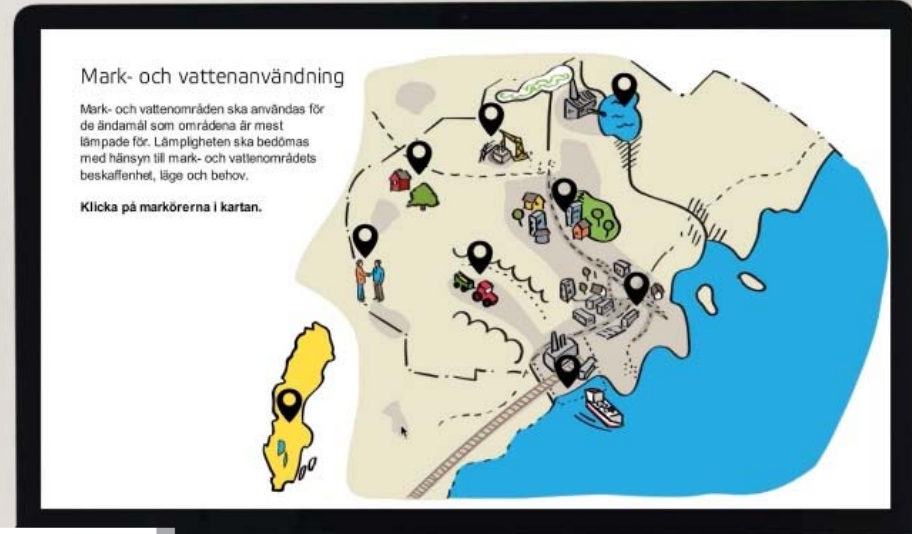 Mark- och vattenanvändning
Mark- och vattenområden ska användas för
de ändamål som områdena är mest
lämpade för. Lämpligheten ska bedömas
med hänsyn till mark- och vattenområdets
beskaffenhet, läge och behov.
Klicka på markörerna i kartan.